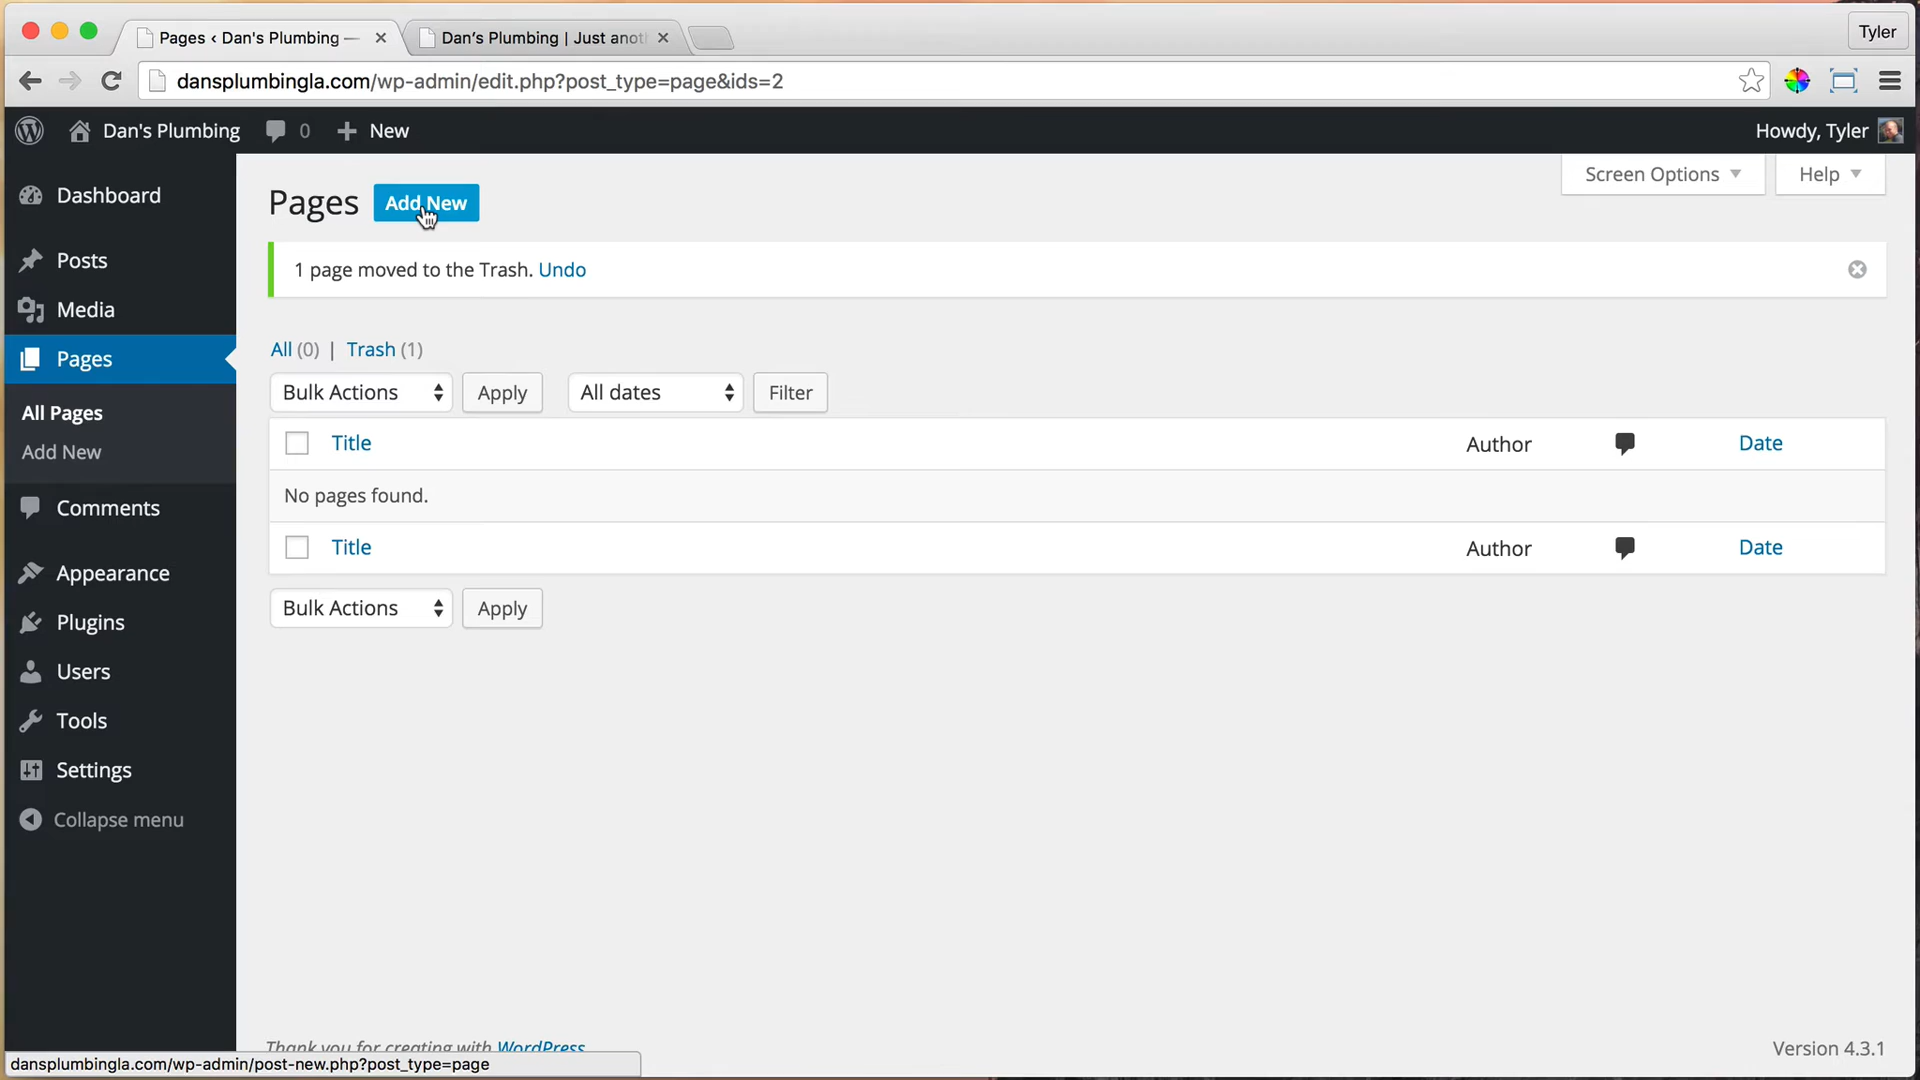 Pages ‹ Dan's Plumbing —
Dan's Plumbing | Just anot
Tyler
dansplumbingla.com/wp-admin/edit.php?post_type=page&ids=2
Dan's Plumbing
0
New
Howdy, Tyler
Screen Options
Help
Dashboard
Posts
Media
Pages
All Pages
Add New
Comments
Appearance
Plugins
Users
Tools
Settings
Collapse menu
Pages
Add New
1 page moved to the Trash. Undo
All (0) | Trash (1)
Bulk Actions
Apply
All dates
Filter
Title
Author
Date
No pages found.
Title
Author
Date
Bulk Actions
Apply
Thank you for creating with WordPress
Version 4.3.1
dansplumbingla.com/wp-admin/post-new.php?post_type=page